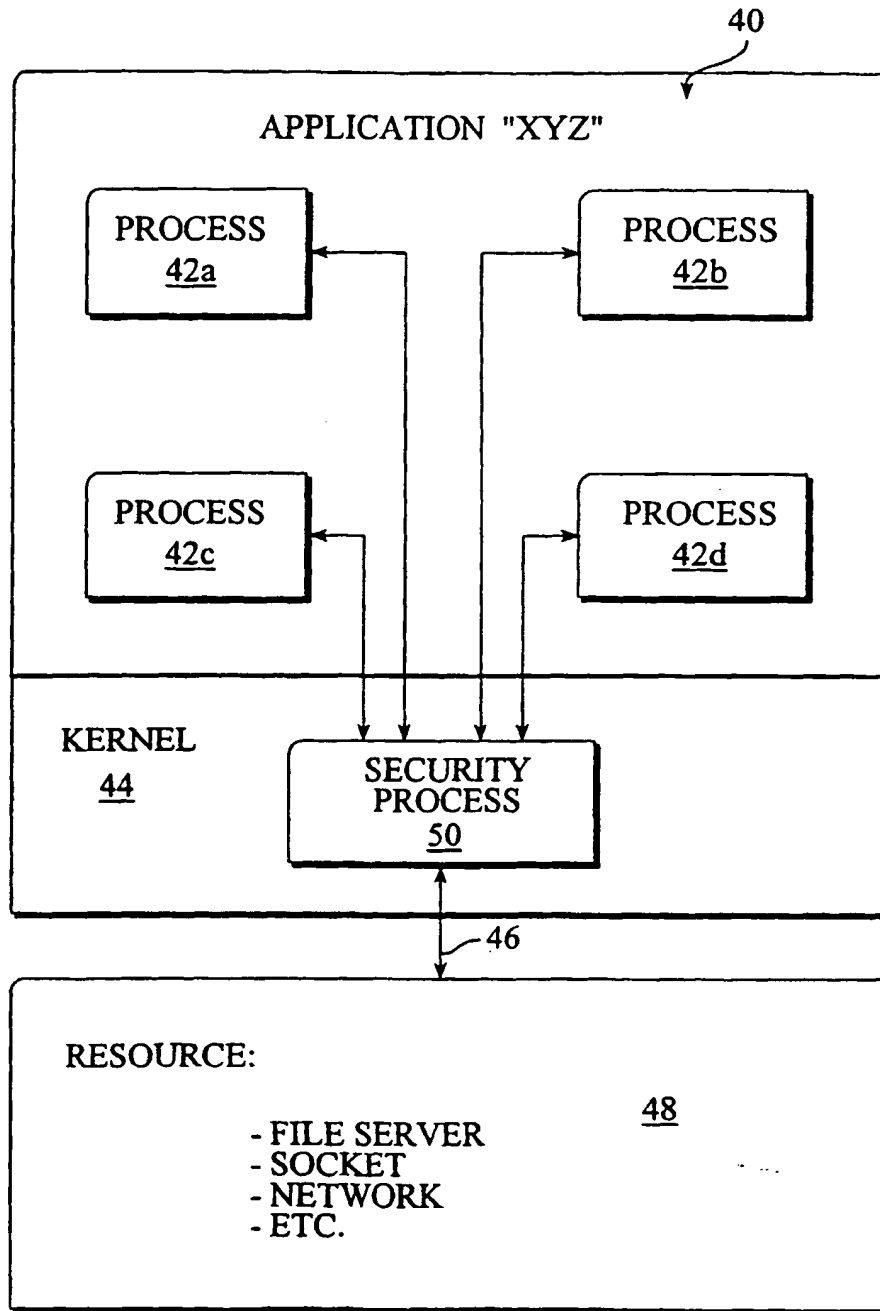 40
APPLICATION "XYZ"
PROCESS
42a
PROCESS
42b
PROCESS
42c
PROCESS
42d
KERNEL
44
SECURITY
PROCESS
50
46
RESOURCE:
48
- FILE SERVER
- SOCKET
- NETWORK
- ETC.